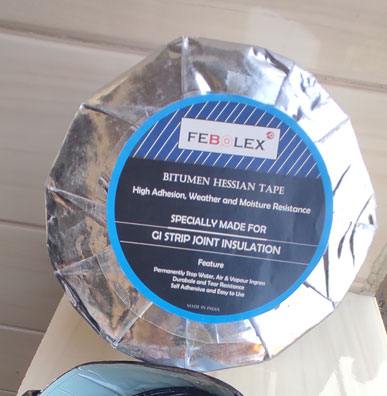 FEBOLEX
BITUMEN HESSIAN TAPE
High Adhesion, Weather and Moisture Resistance
SPECIALLY MADE FOR
GI STRIP JOINT INSULATION
Feature
Permanently Stop Water, Air & Vapour Ingress
Durable and Tear Resistance
Self Adhesive and Easy to Use
MADE IN INDIA